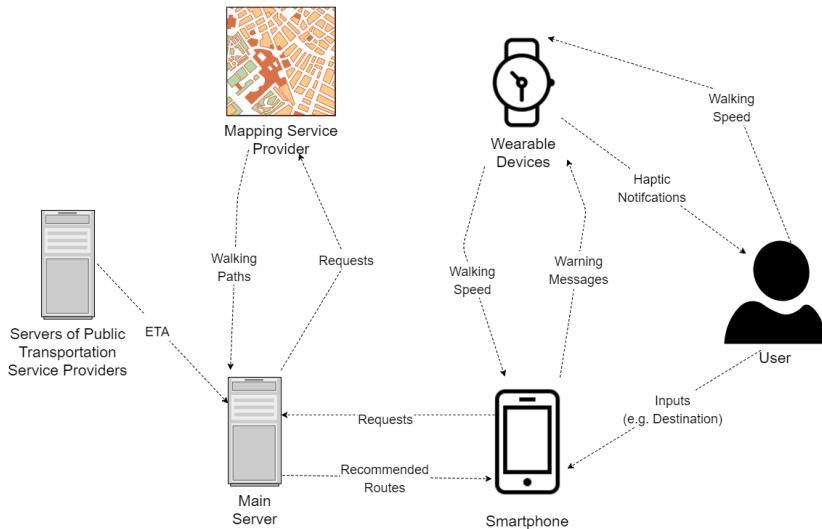 Mapping Service
Provider
Wearable
Devices
Walking
Speed
Haptic
Notifcations
Walking
Paths
Requests
Walking
Speed
Warning
Messages
Servers of Public
Transportation
Service Providers
ETA
User
Inputs
(e.g. Destination)
Requests
Recommended
Routes
Main
Server
Smartphone